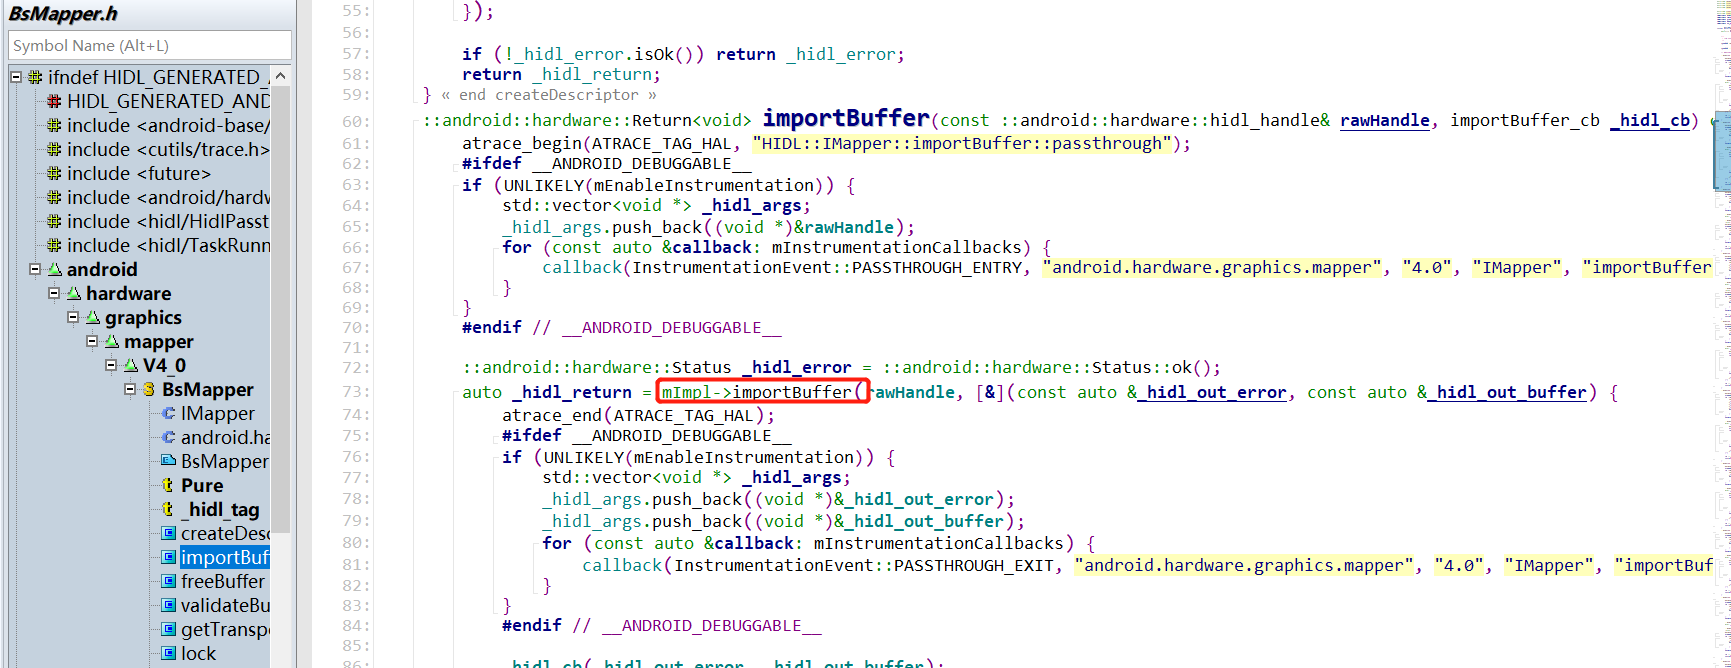 BsMapper.h
Symbol Name (Alt+L)
ifndef HIDL_GENERATED_
HIDL_GENERATED_AND
include <android-base/
include <cutils/trace.h>
include <future>
include <android/hardw
include <hidl/HidlPasst
include <hidl/TaskRunn
android
hardware
graphics
mapper
V4_0
BsMapper
IMapper
android.ha
BsMapper
Pure
_hidl_tag
createDesc
importBuff
freeBuffer
validateBu
getTranspo
lock
55: });
56:
57: if (!_hidl_error.isOk()) return _hidl_error;
58: return _hidl_return;
59: } « end createDescriptor »
60: ::android::hardware::Return<void> importBuffer(const ::android::hardware::hidl_handle& rawHandle, importBuffer_cb _hidl_cb)
61: atrace_begin(ATRACE_TAG_HAL, "HIDL::IMapper::importBuffer::passthrough");
62: #ifdef __ANDROID_DEBUGGABLE__
63: if (UNLIKELY(mEnableInstrumentation)) {
64: std::vector<void *> _hidl_args;
65: _hidl_args.push_back((void *)&rawHandle);
66: for (const auto &callback: mInstrumentationCallbacks) {
67: callback(InstrumentationEvent::PASSTHROUGH_ENTRY, "android.hardware.graphics.mapper", "4.0", "IMapper", "importBuffer
68: }
69: }
70: #endif // __ANDROID_DEBUGGABLE__
71:
72: ::android::hardware::Status _hidl_error = ::android::hardware::Status::ok();
73: auto _hidl_return = mImpl->importBuffer(rawHandle, [&](const auto &_hidl_out_error, const auto &_hidl_out_buffer) {
74: atrace_end(ATRACE_TAG_HAL);
75: #ifdef __ANDROID_DEBUGGABLE__
76: if (UNLIKELY(mEnableInstrumentation)) {
77: std::vector<void *> _hidl_args;
78: _hidl_args.push_back((void *)&_hidl_out_error);
79: _hidl_args.push_back((void *)&_hidl_out_buffer);
80: for (const auto &callback: mInstrumentationCallbacks) {
81: callback(InstrumentationEvent::PASSTHROUGH_EXIT, "android.hardware.graphics.mapper", "4.0", "IMapper", "importBuf
82: }
83: }
84: #endif // __ANDROID_DEBUGGABLE__
85:
86: _hidl_cb(_hidl_out_error, _hidl_out_buffer);